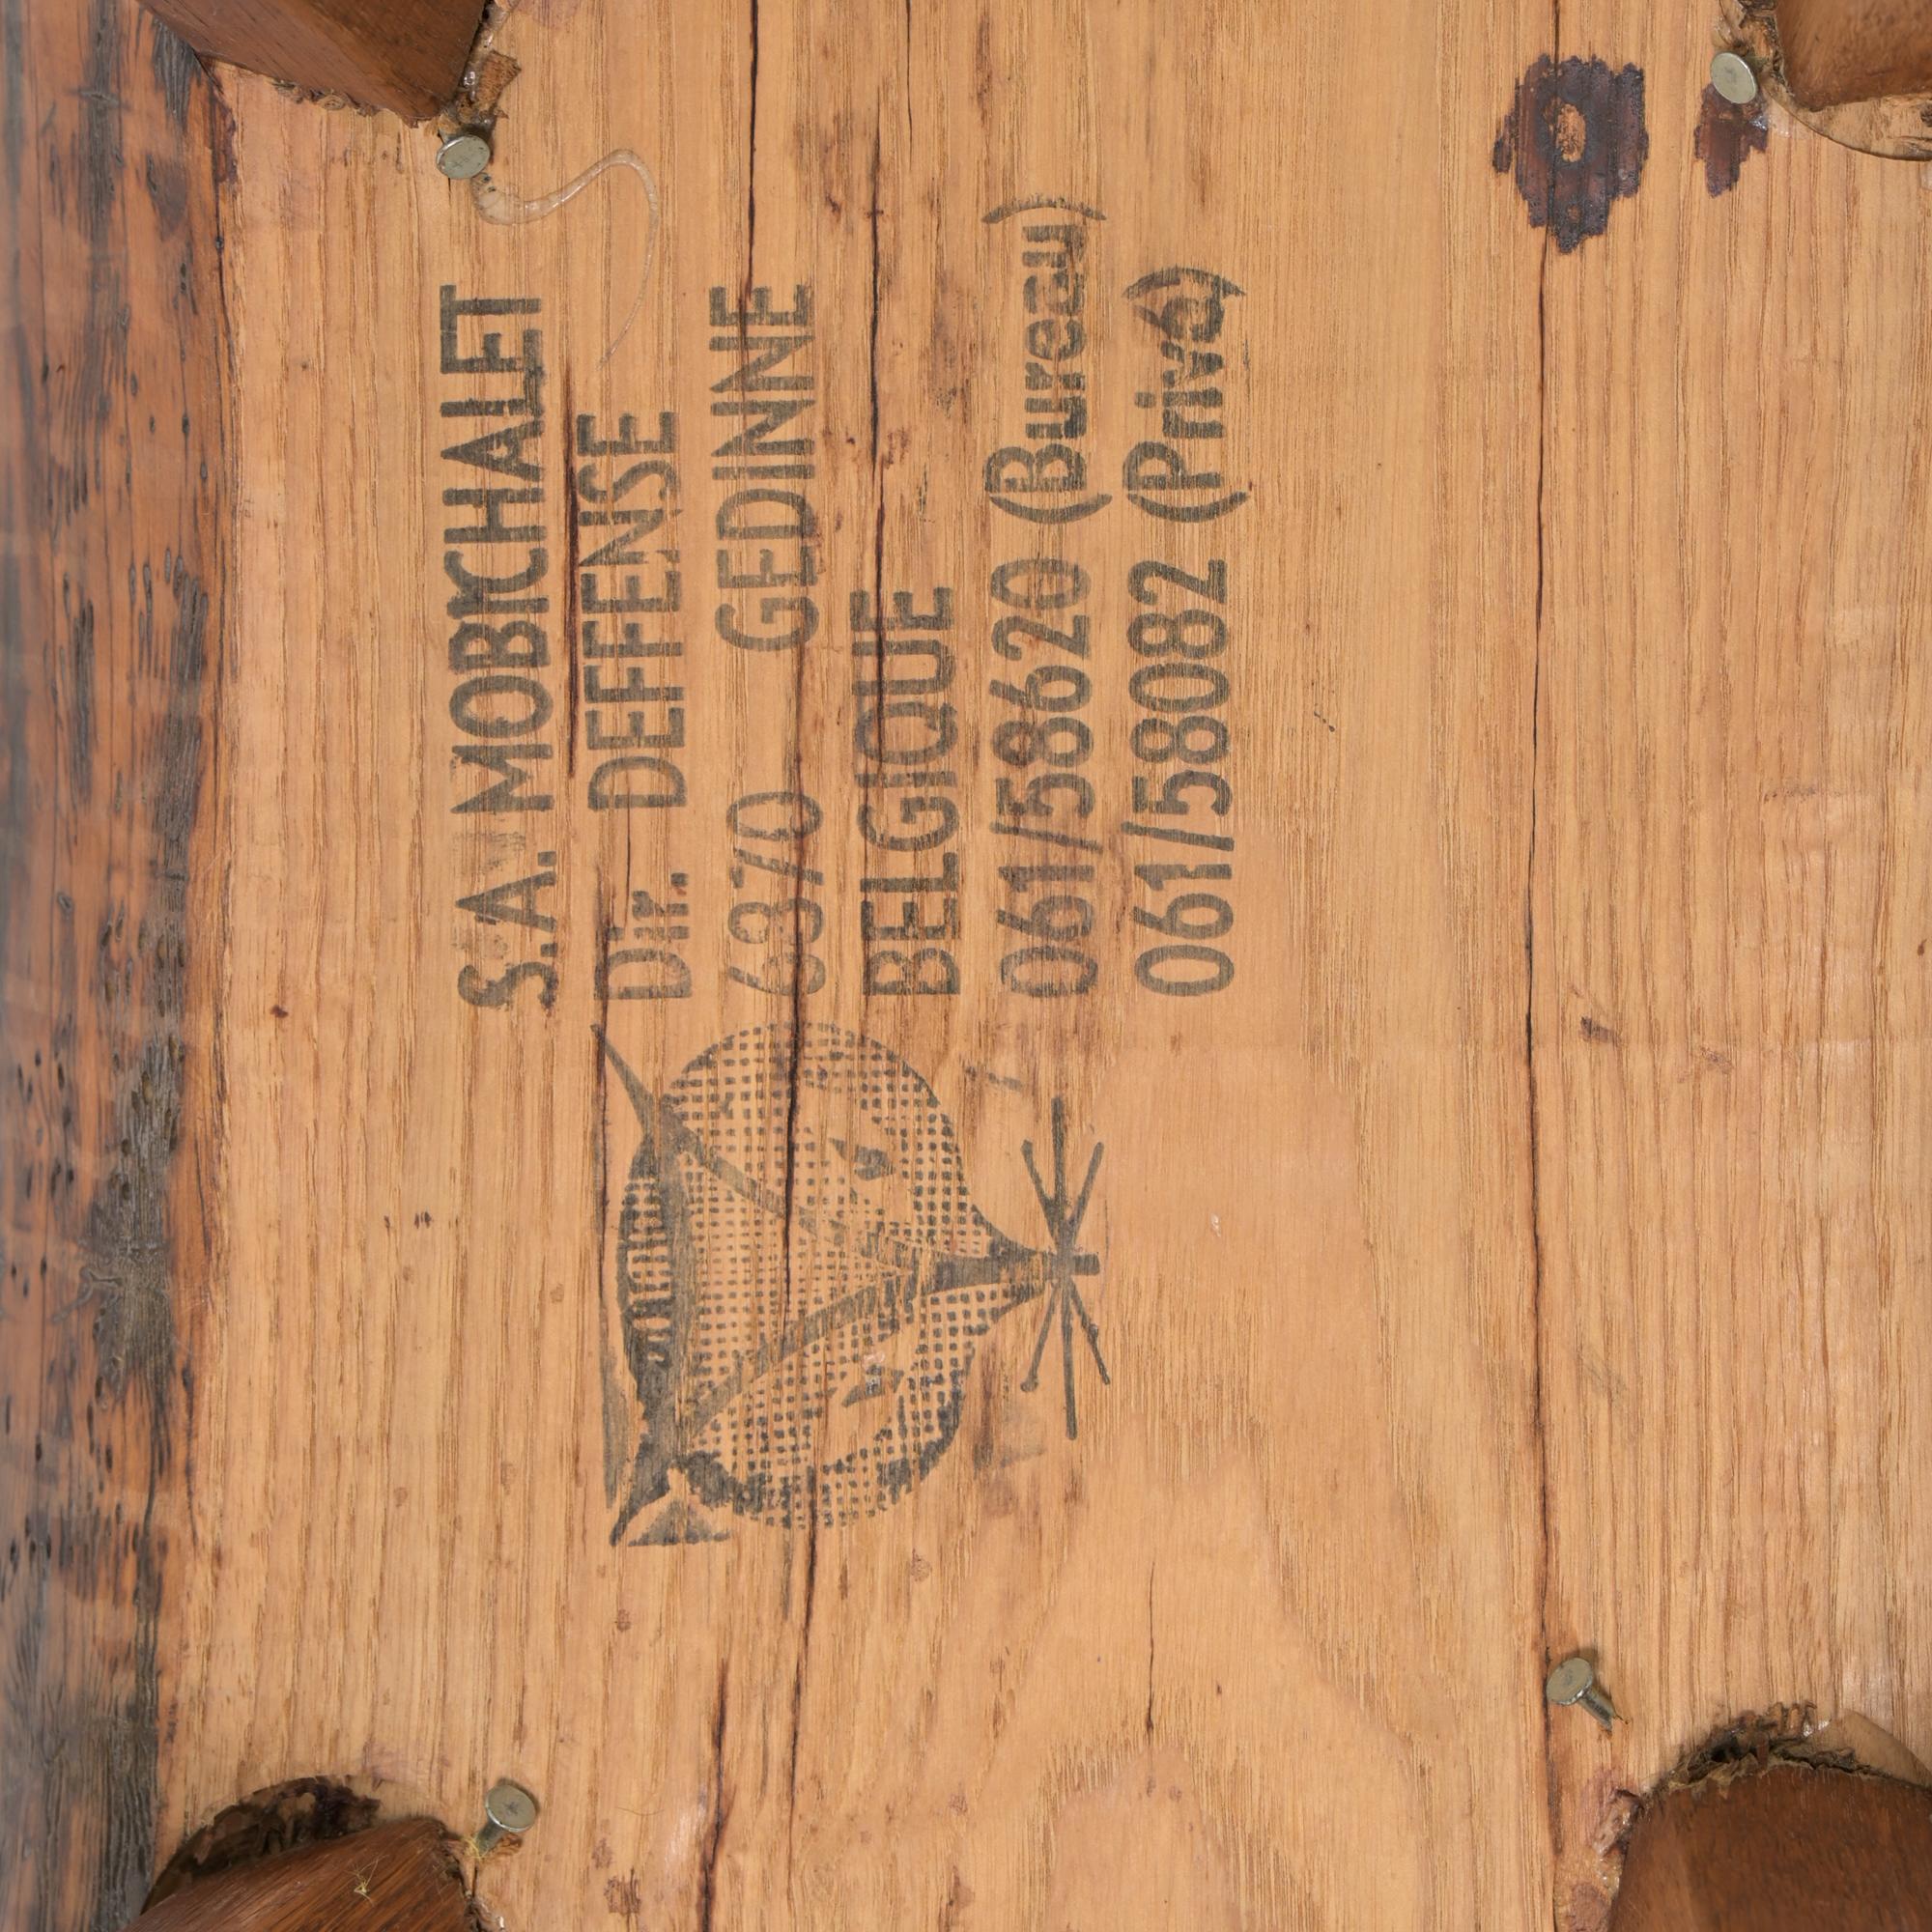 S.A. MOBICHALET
Dir. DEFFENSE
6370 GEDINNE
BELGIQUE
061/58620 (Bureau)
061/58082 (Privé)